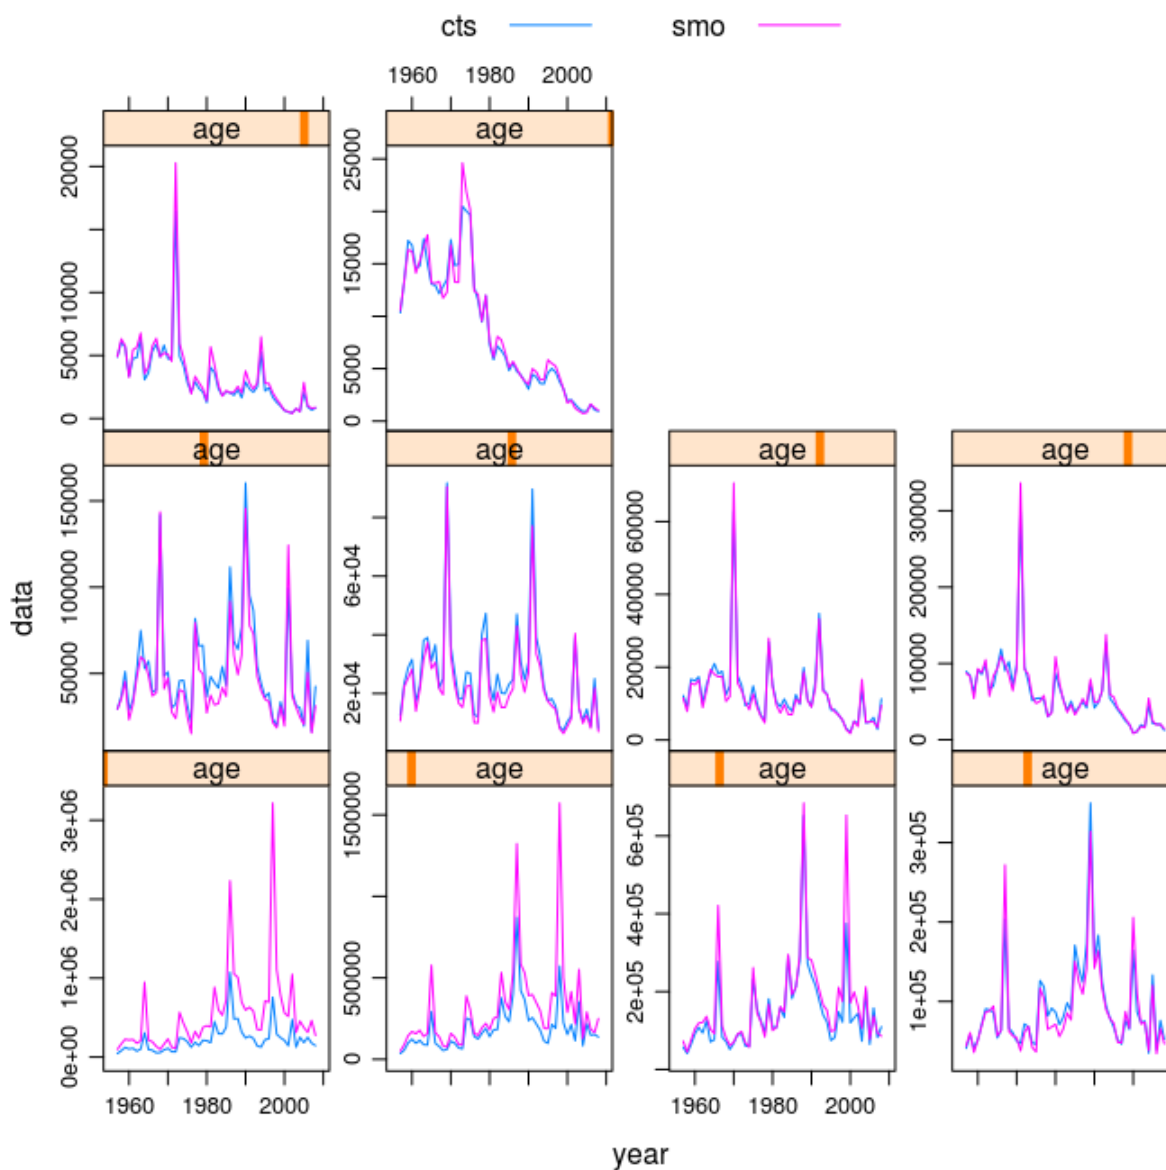 cts smo
1960 1980 2000
age age
0 5000 10000 20000
0 5000 15000 25000
age age age age
50000 100000 150000
2e+04 6e+04
0 20000 40000 60000
0 10000 20000 30000
age age age age
0e+00 1e+06 2e+06 3e+06
0 500000 1500000
2e+05 4e+05 6e+05
1e+05 2e+05 3e+05
data
1960 1980 2000 1960 1980 2000
year